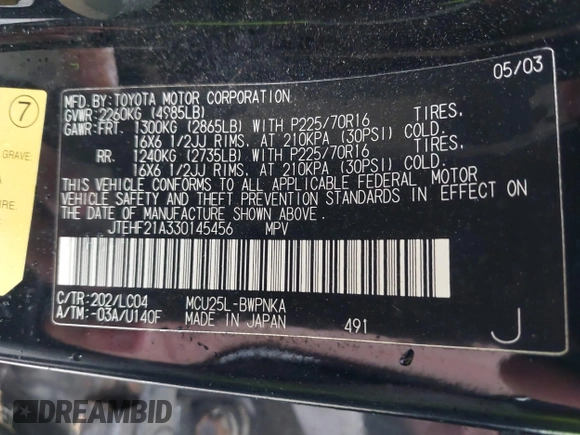 05/03
MFD. BY: TOYOTA MOTOR CORPORATION
GVWR: 2260KG (4985LB)
GAWR: FRT. 1300KG (2865LB) WITH P225/70R16 TIRES,
16X6 1/2JJ RIMS, AT 210KPA (30PSI) COLD.
RR. 1240KG (2735LB) WITH P225/70R16 TIRES,
16X6 1/2JJ RIMS, AT 210KPA (30PSI) COLD.
THIS VEHICLE CONFORMS TO ALL APPLICABLE FEDERAL MOTOR
VEHICLE SAFETY AND THEFT PREVENTION STANDARDS IN EFFECT ON
THE DATE OF MANUFACTURE SHOWN ABOVE.
JTEHF21A330145456 MPV
C/TR: 202/LC04 MCU25L-BWPNKA
A/TM: -03A/U140F MADE IN JAPAN 491 J
7
GRAVE.
DREAMBID